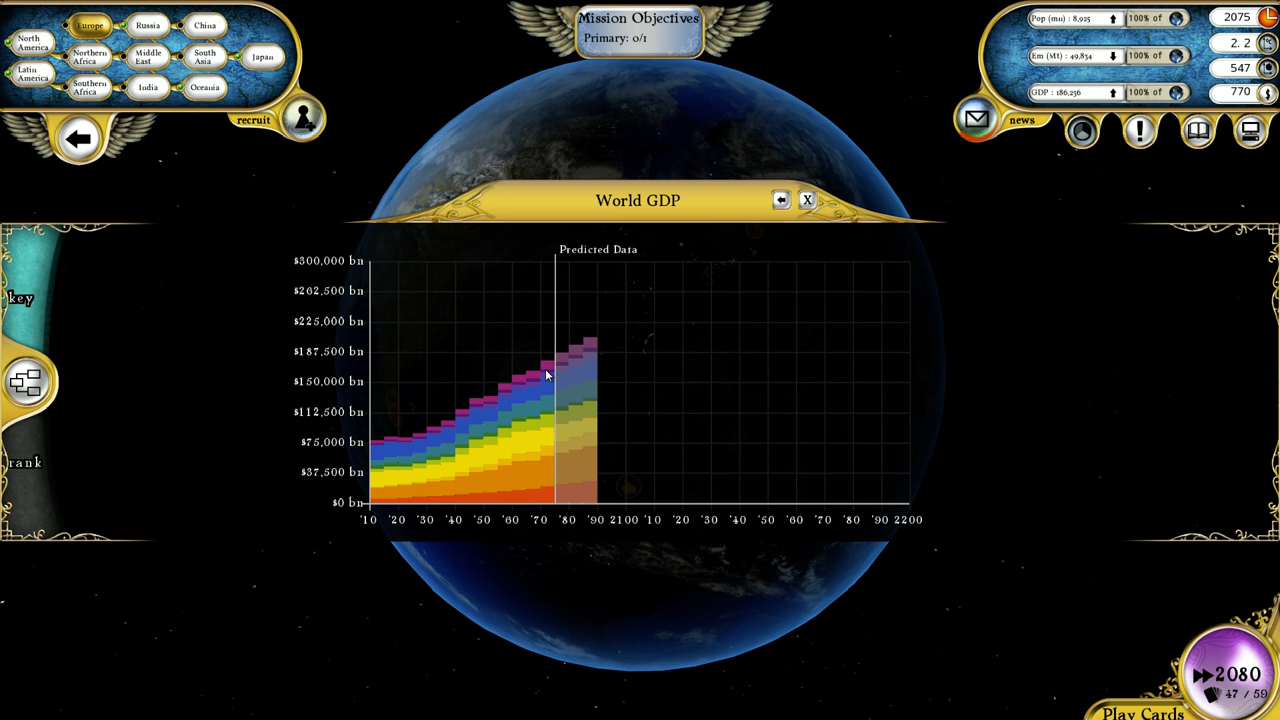 North America
Europe
Russia
China
Northern Africa
Middle East
South Asia
Japan
Latin America
Southern Africa
India
Oceania
recruit
Mission Objectives
Primary: 0/1
Pop (mn) : 8,925
100% of
2075
Em (Mt) : 49,834
100% of
2. 2
547
GDP : 186,236
100% of
770
news
World GDP
X
Predicted Data
$300,000 bn
$262,500 bn
$225,000 bn
$187,500 bn
$150,000 bn
$112,500 bn
$75,000 bn
$37,500 bn
$0 bn
'10 '20 '30 '40 '50 '60 '70 '80 '90 2100 '10 '20 '30 '40 '50 '60 '70 '80 '90 2200
key
rank
2080
47 / 59
Play Cards